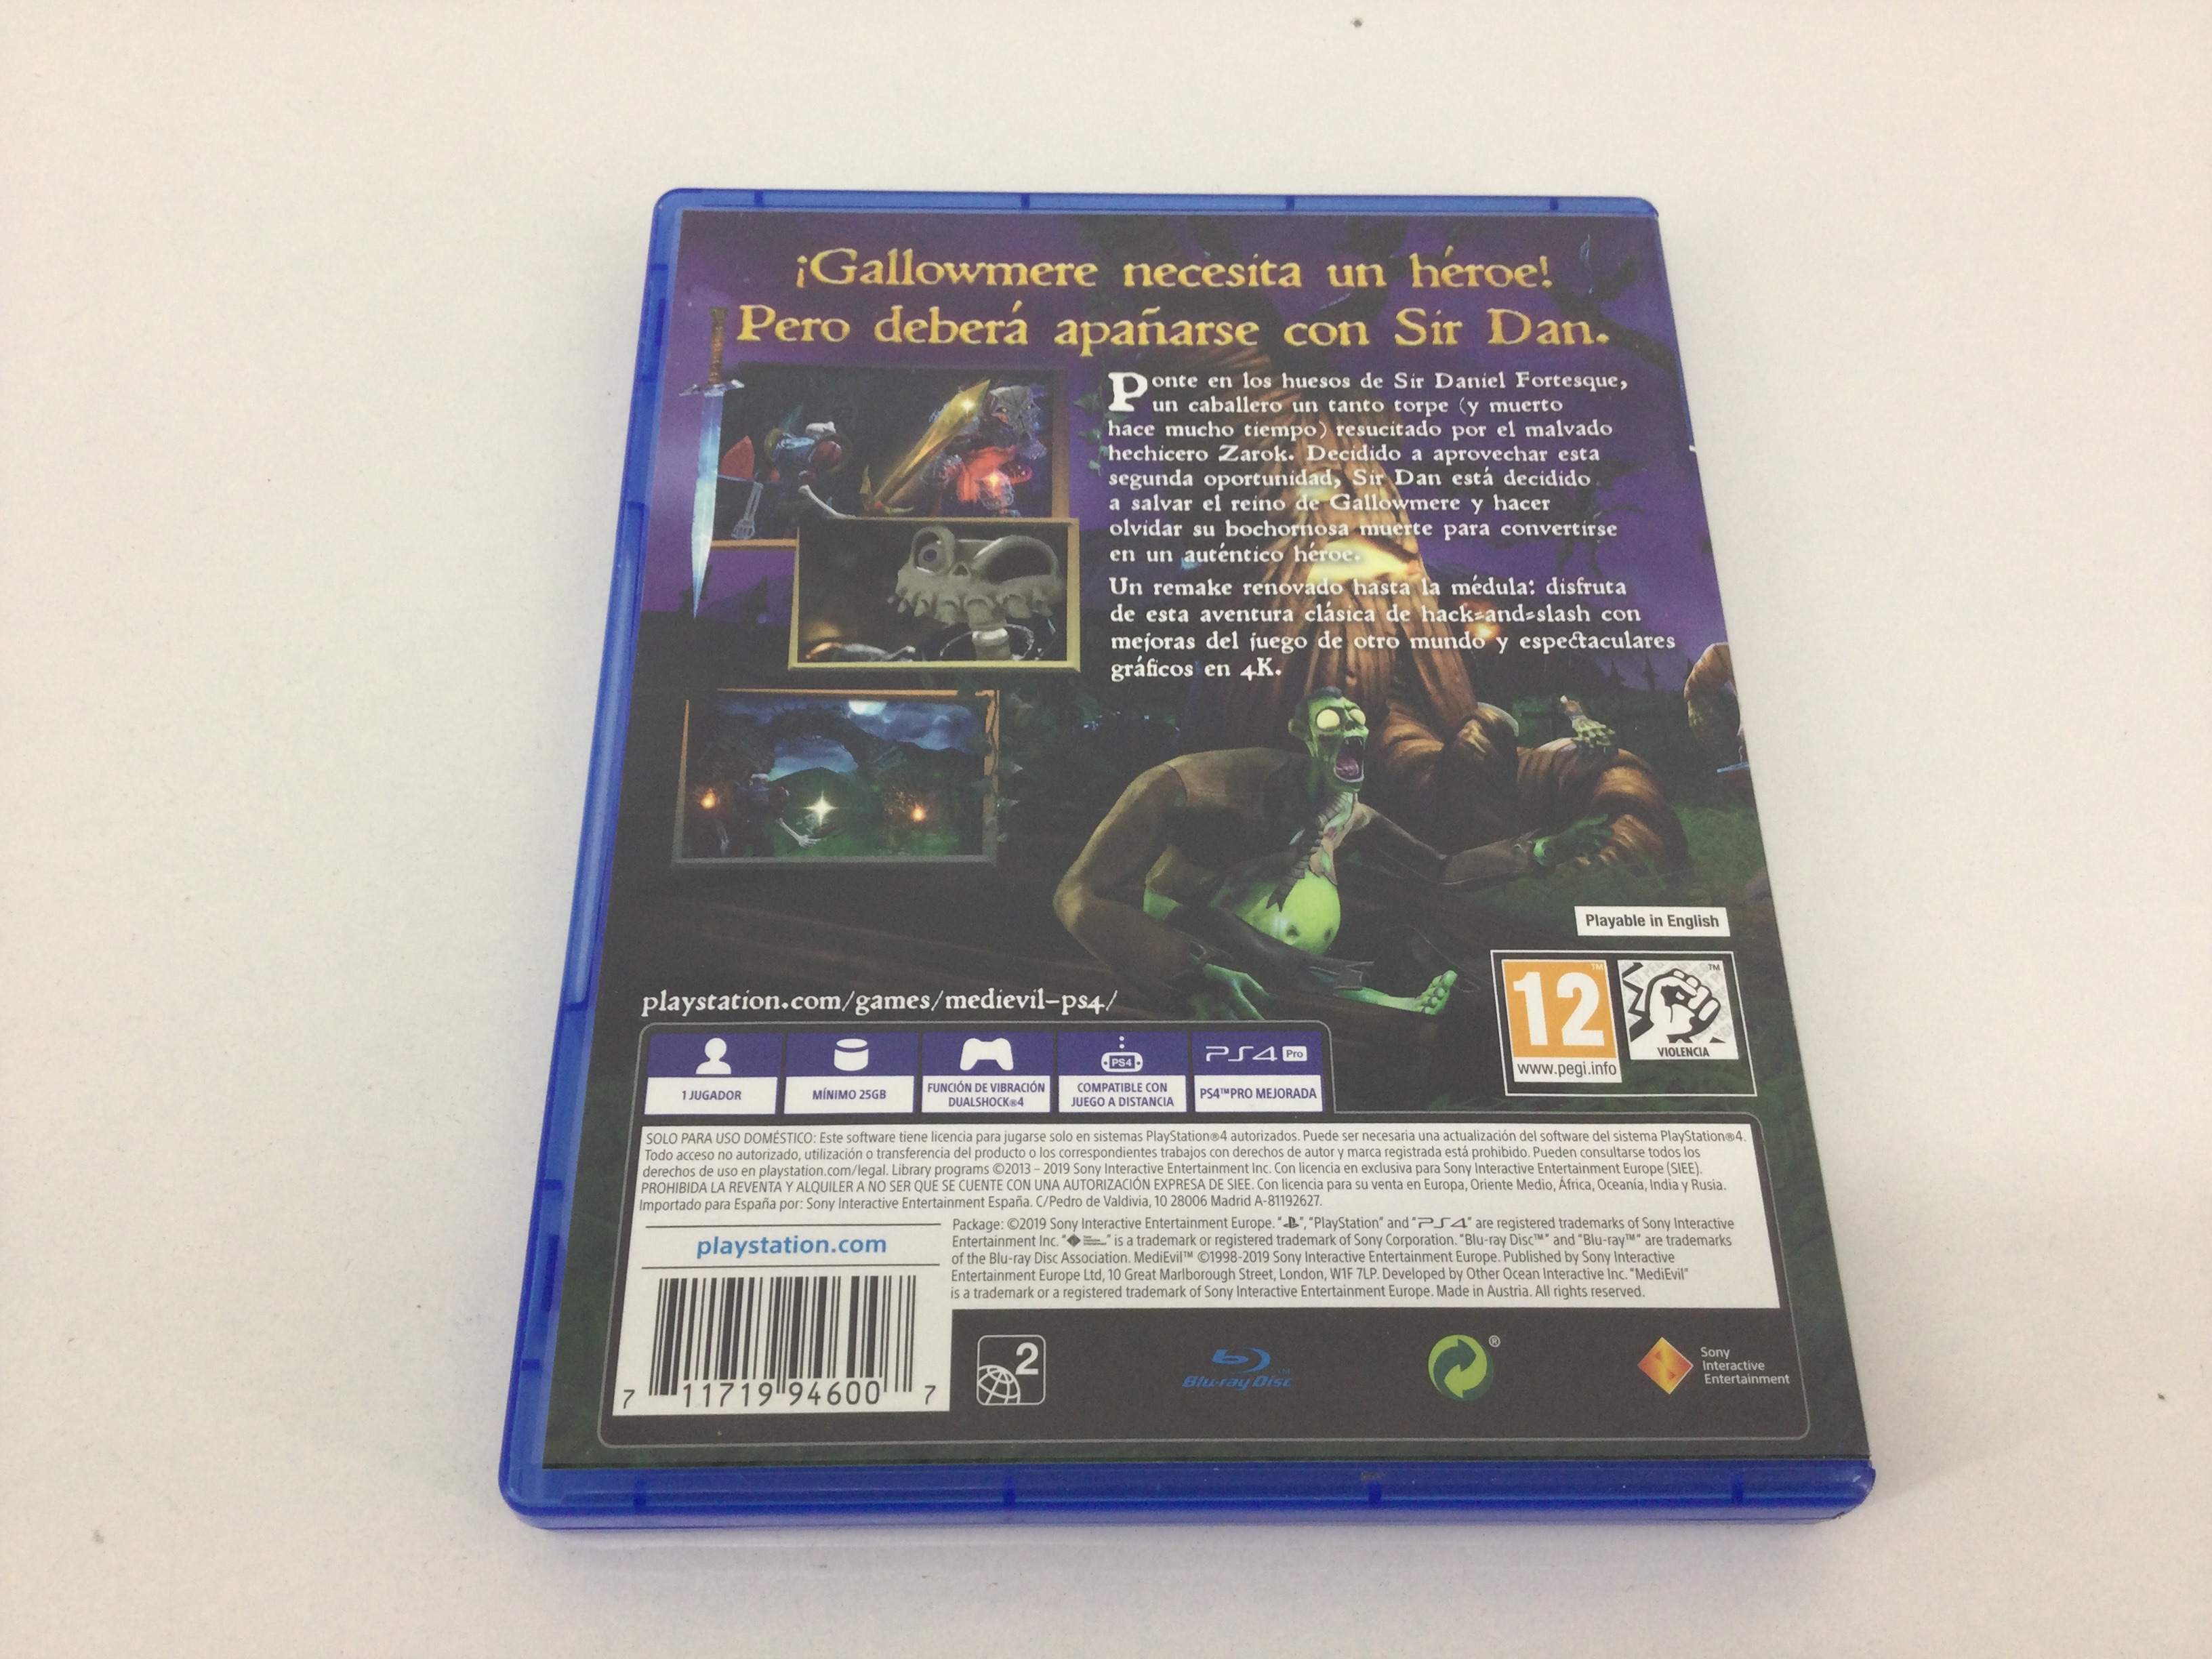 ¡Gallowmere necesita un héroe!
Pero deberá apañarse con Sir Dan.
Ponte en los huesos de Sir Daniel Fortesque,
un caballero un tanto torpe (y muerto
hace mucho tiempo) resucitado por el malvado
hechicero Zarok. Decidido a aprovechar esta
segunda oportunidad, Sir Dan está decidido
a salvar el reino de Gallowmere y hacer
olvidar su bochornosa muerte para convertirse
en un auténtico héroe.
Un remake renovado hasta la médula: disfruta
de esta aventura clásica de hack-and-slash con
mejoras del juego de otro mundo y espectaculares
gráficos en 4K.
Playable in English
playstation.com/games/medievil-ps4/
12™
www.pegi.info
™
VIOLENCIA
1 JUGADOR
MÍNIMO 25GB
FUNCIÓN DE VIBRACIÓN
DUALSHOCK®4
PS4
COMPATIBLE CON
JUEGO A DISTANCIA
PS4 Pro
PS4™PRO MEJORADA
SOLO PARA USO DOMÉSTICO: Este software tiene licencia para jugarse solo en sistemas PlayStation®4 autorizados. Puede ser necesaria una actualización del software del sistema PlayStation®4.
Todo acceso no autorizado, utilización o transferencia del producto o los correspondientes trabajos con derechos de autor y marca registrada está prohibido. Pueden consultarse todos los
derechos de uso en playstation.com/legal. Library programs ©2013 – 2019 Sony Interactive Entertainment Inc. Con licencia en exclusiva para Sony Interactive Entertainment Europe (SIEE).
PROHIBIDA LA REVENTA Y ALQUILER A NO SER QUE SE CUENTE CON UNA AUTORIZACIÓN EXPRESA DE SIEE. Con licencia para su venta en Europa, Oriente Medio, África, Oceanía, India y Rusia.
Importado para España por: Sony Interactive Entertainment España. C/Pedro de Valdivia, 10 28006 Madrid A-81192627.
playstation.com
Package: ©2019 Sony Interactive Entertainment Europe. "", "PlayStation" and "PS4" are registered trademarks of Sony Interactive
Entertainment Inc. "" is a trademark or registered trademark of Sony Corporation. "Blu-ray Disc™" and "Blu-ray™" are trademarks
of the Blu-ray Disc Association. MediEvil™ ©1998-2019 Sony Interactive Entertainment Europe. Published by Sony Interactive
Entertainment Europe Ltd, 10 Great Marlborough Street, London, W1F 7LP. Developed by Other Ocean Interactive Inc. "MediEvil"
is a trademark or a registered trademark of Sony Interactive Entertainment Europe. Made in Austria. All rights reserved.
7 11719 94600 7
2
Blu-ray Disc
®
Sony
Interactive
Entertainment